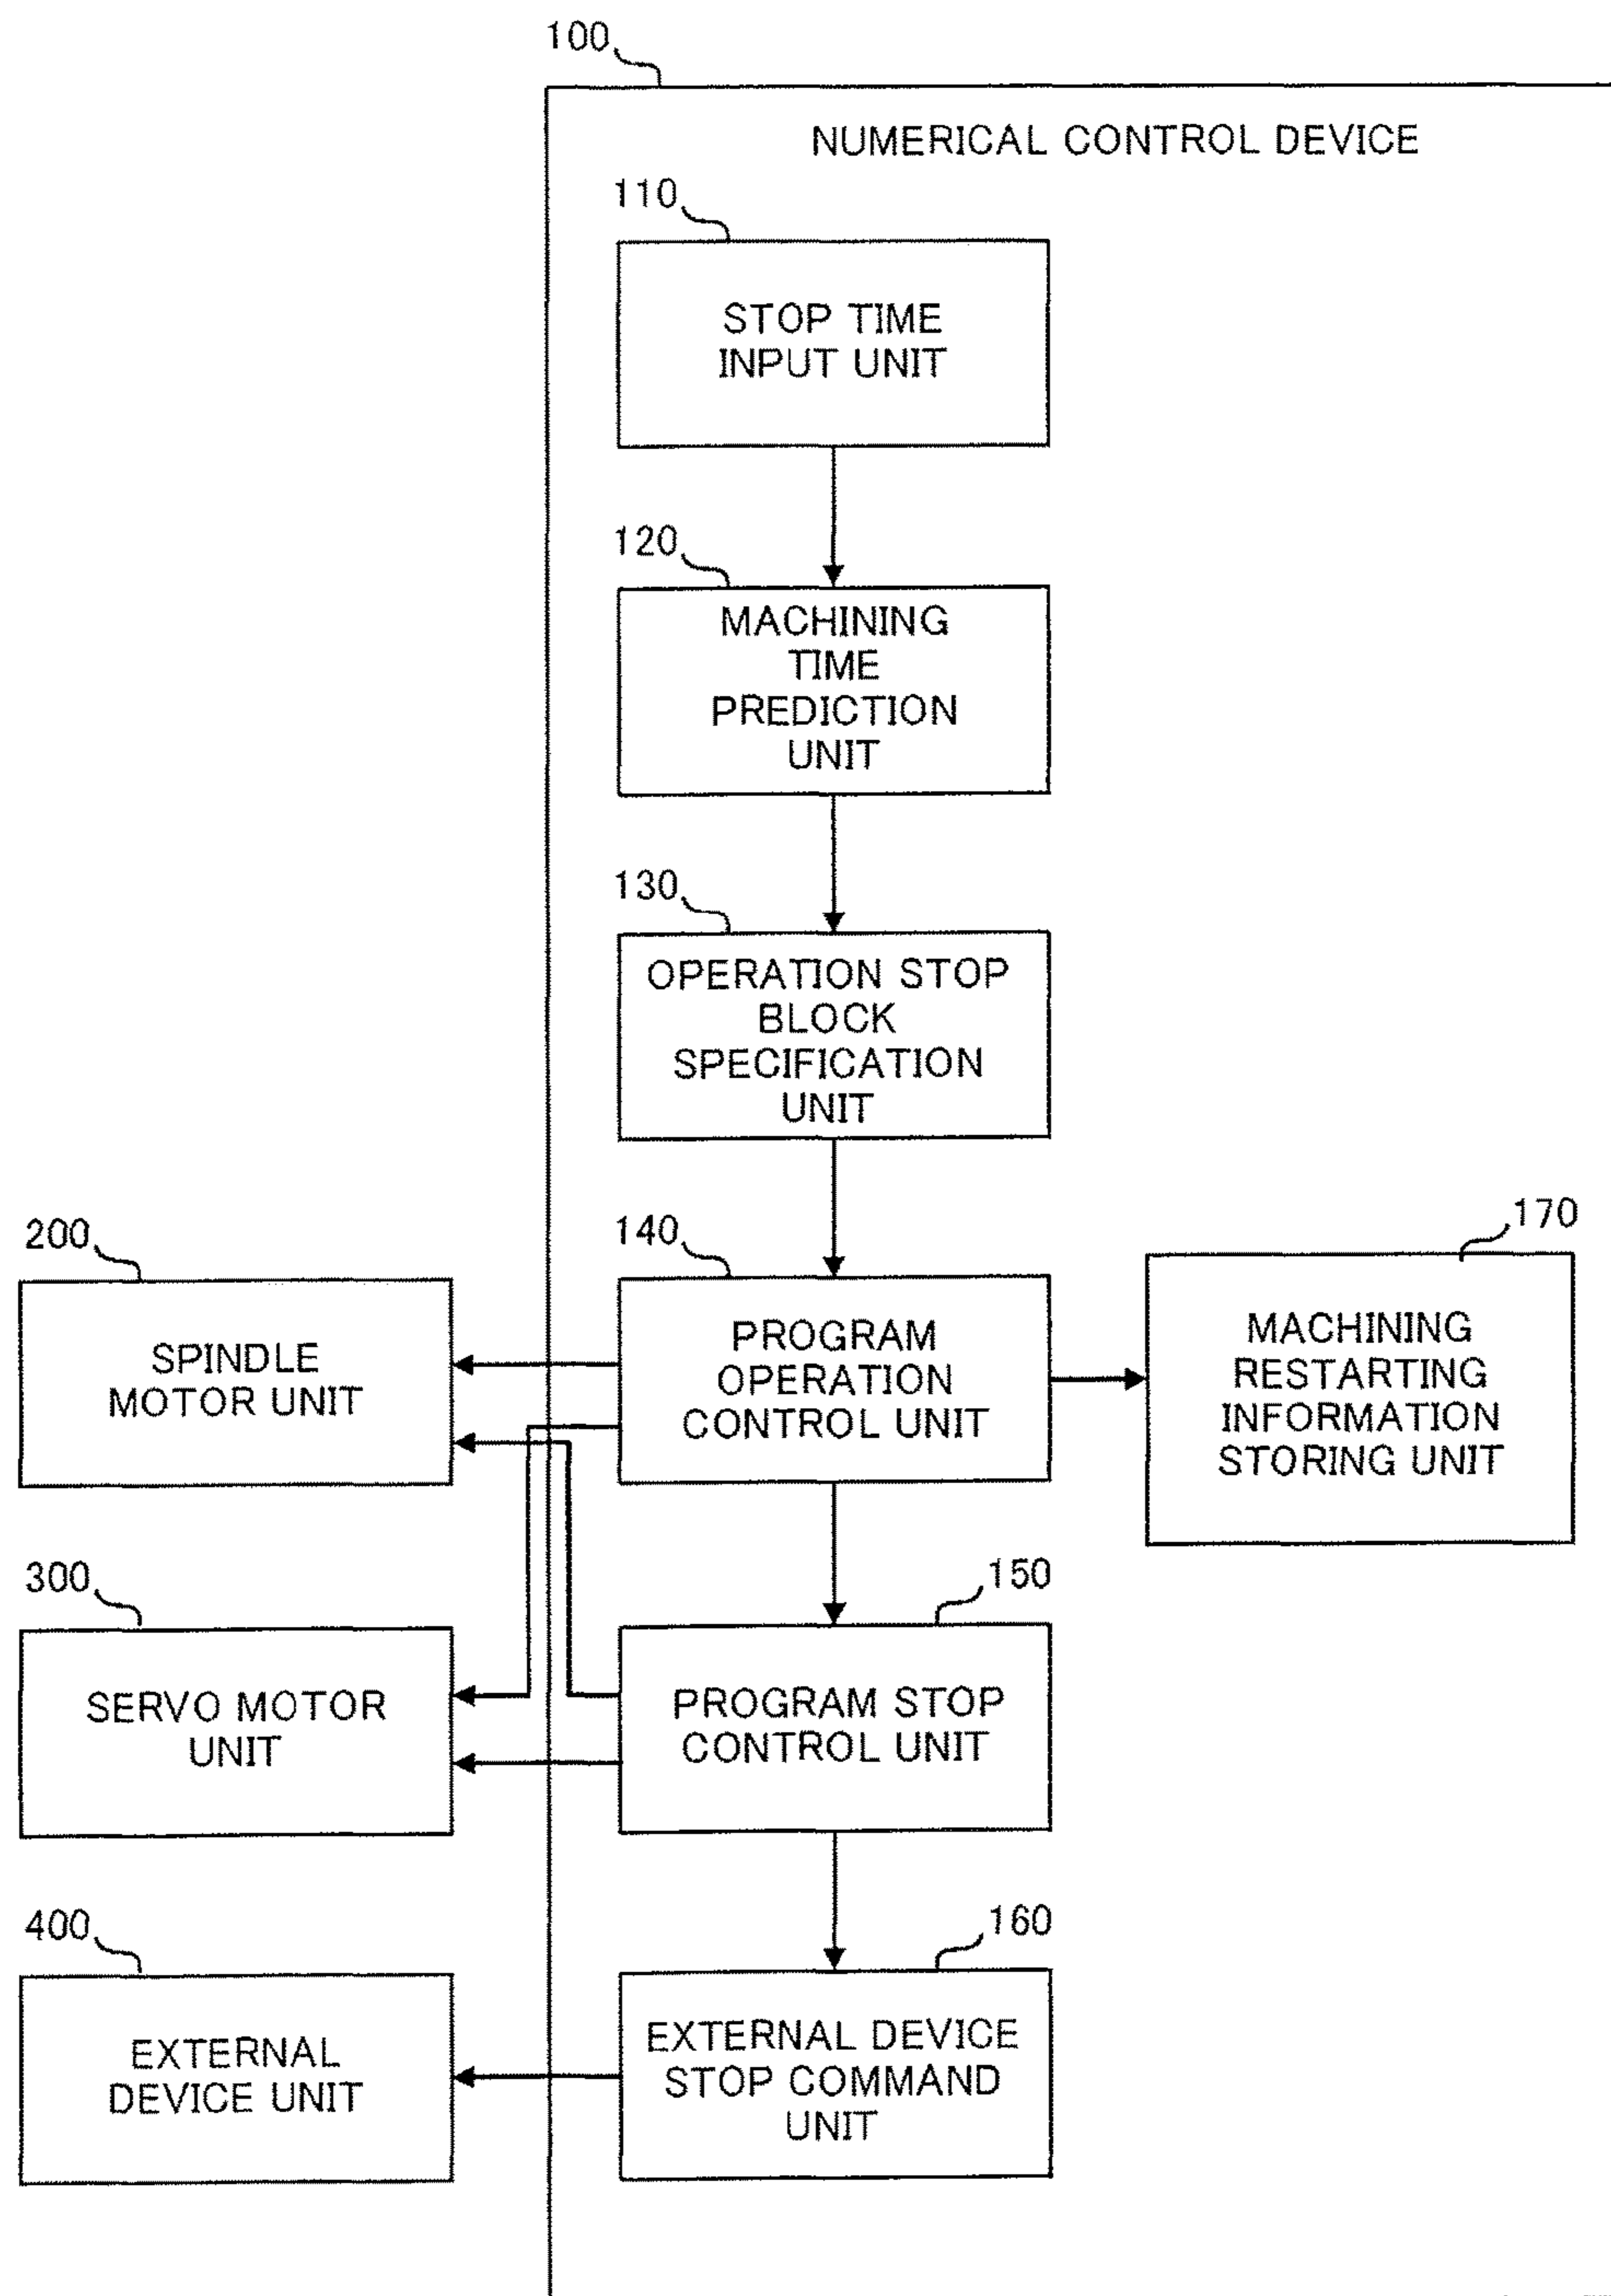 100
NUMERICAL CONTROL DEVICE
110
STOP TIME
INPUT UNIT
120
MACHINING
TIME
PREDICTION
UNIT
130
OPERATION STOP
BLOCK
SPECIFICATION
UNIT
200
SPINDLE
MOTOR UNIT
140
PROGRAM
OPERATION
CONTROL UNIT
170
MACHINING
RESTARTING
INFORMATION
STORING UNIT
300
SERVO MOTOR
UNIT
150
PROGRAM STOP
CONTROL UNIT
400
EXTERNAL
DEVICE UNIT
160
EXTERNAL DEVICE
STOP COMMAND
UNIT